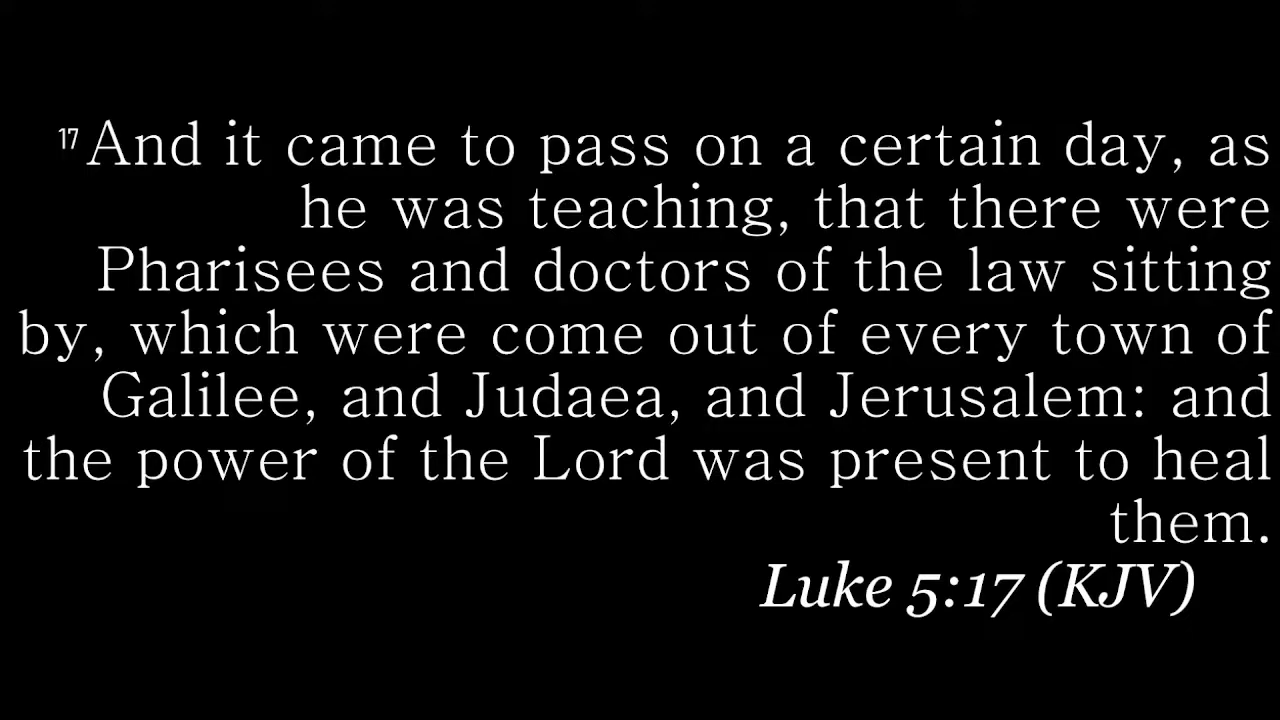 17And it came to pass on a certain day, as
he was teaching, that there were
Pharisees and doctors of the law sitting
by, which were come out of every town of
Galilee, and Judaea, and Jerusalem: and
the power of the Lord was present to heal
them.
Luke 5:17 (KJV)